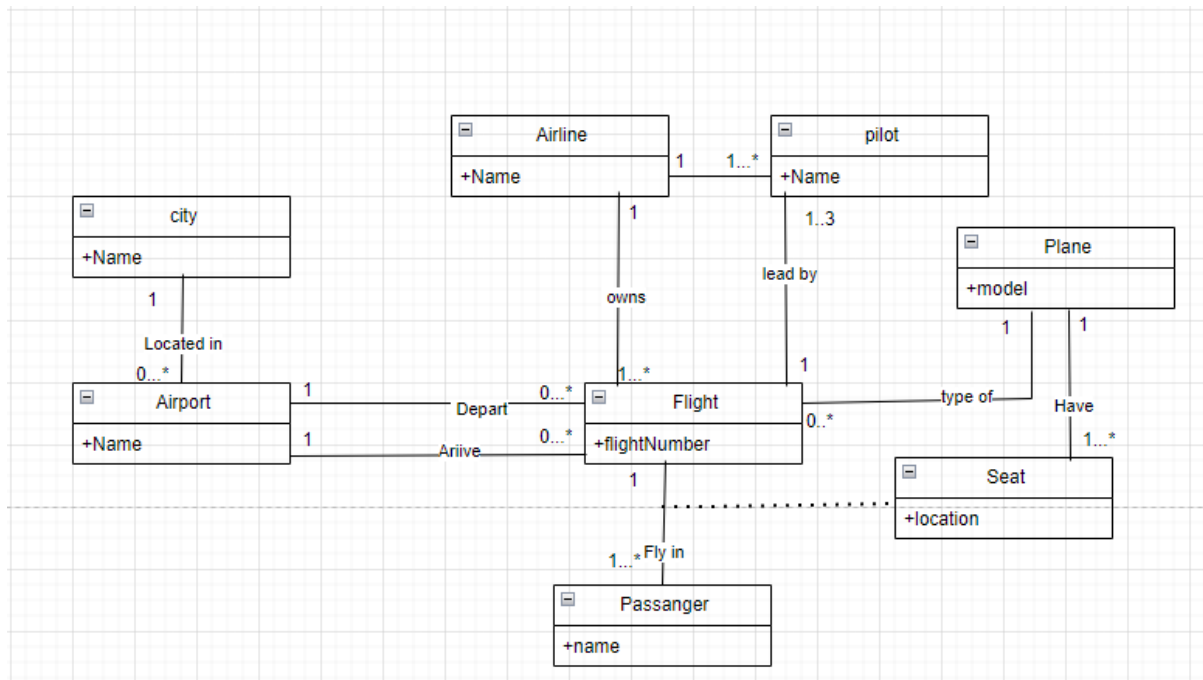 Airline
+Name
1
1...*
pilot
+Name
city
+Name
1
1..3
Plane
+model
lead by
owns
1
Located in
0...*
1
1
1
1...*
Airport
+Name
1
Depart
0...*
Flight
+flightNumber
type of
0..*
Have
1...*
1
Ariive
0...*
Seat
+location
1
1...*
Fly in
Passanger
+name